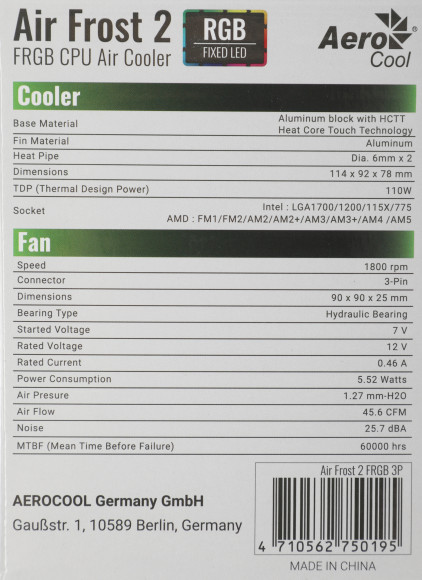 Air Frost 2
FRGB CPU Air Cooler
RGB
FIXED LED
Aero
Cool
Cooler
Base Material Aluminum block with HCTT
Heat Core Touch Technology
Fin Material Aluminum
Heat Pipe Dia. 6mm x 2
Dimensions 114 x 92 x 78 mm
TDP (Thermal Design Power) 110W
Socket Intel : LGA1700/1200/115X/775
AMD : FM1/FM2/AM2/AM2+/AM3/AM3+/AM4 /AM5
Fan
Speed 1800 rpm
Connector 3-Pin
Dimensions 90 x 90 x 25 mm
Bearing Type Hydraulic Bearing
Started Voltage 7 V
Rated Voltage 12 V
Rated Current 0.46 A
Power Consumption 5.52 Watts
Air Presure 1.27 mm-H2O
Air Flow 45.6 CFM
Noise 25.7 dBA
MTBF (Mean Time Before Failure) 60000 hrs
Air Frost 2 FRGB 3P
AEROCOOL Germany GmbH
Gaußstr. 1, 10589 Berlin, Germany
4 710562 750195
MADE IN CHINA